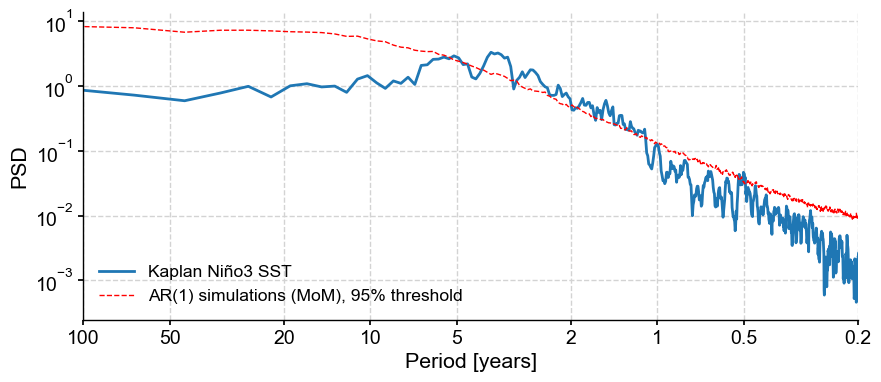 10^1
10^0
10^−1
10^−2
10^−3
PSD
Kaplan Niño3 SST
AR(1) simulations (MoM), 95% threshold
100 50 20 10 5 2 1 0.5 0.2
Period [years]